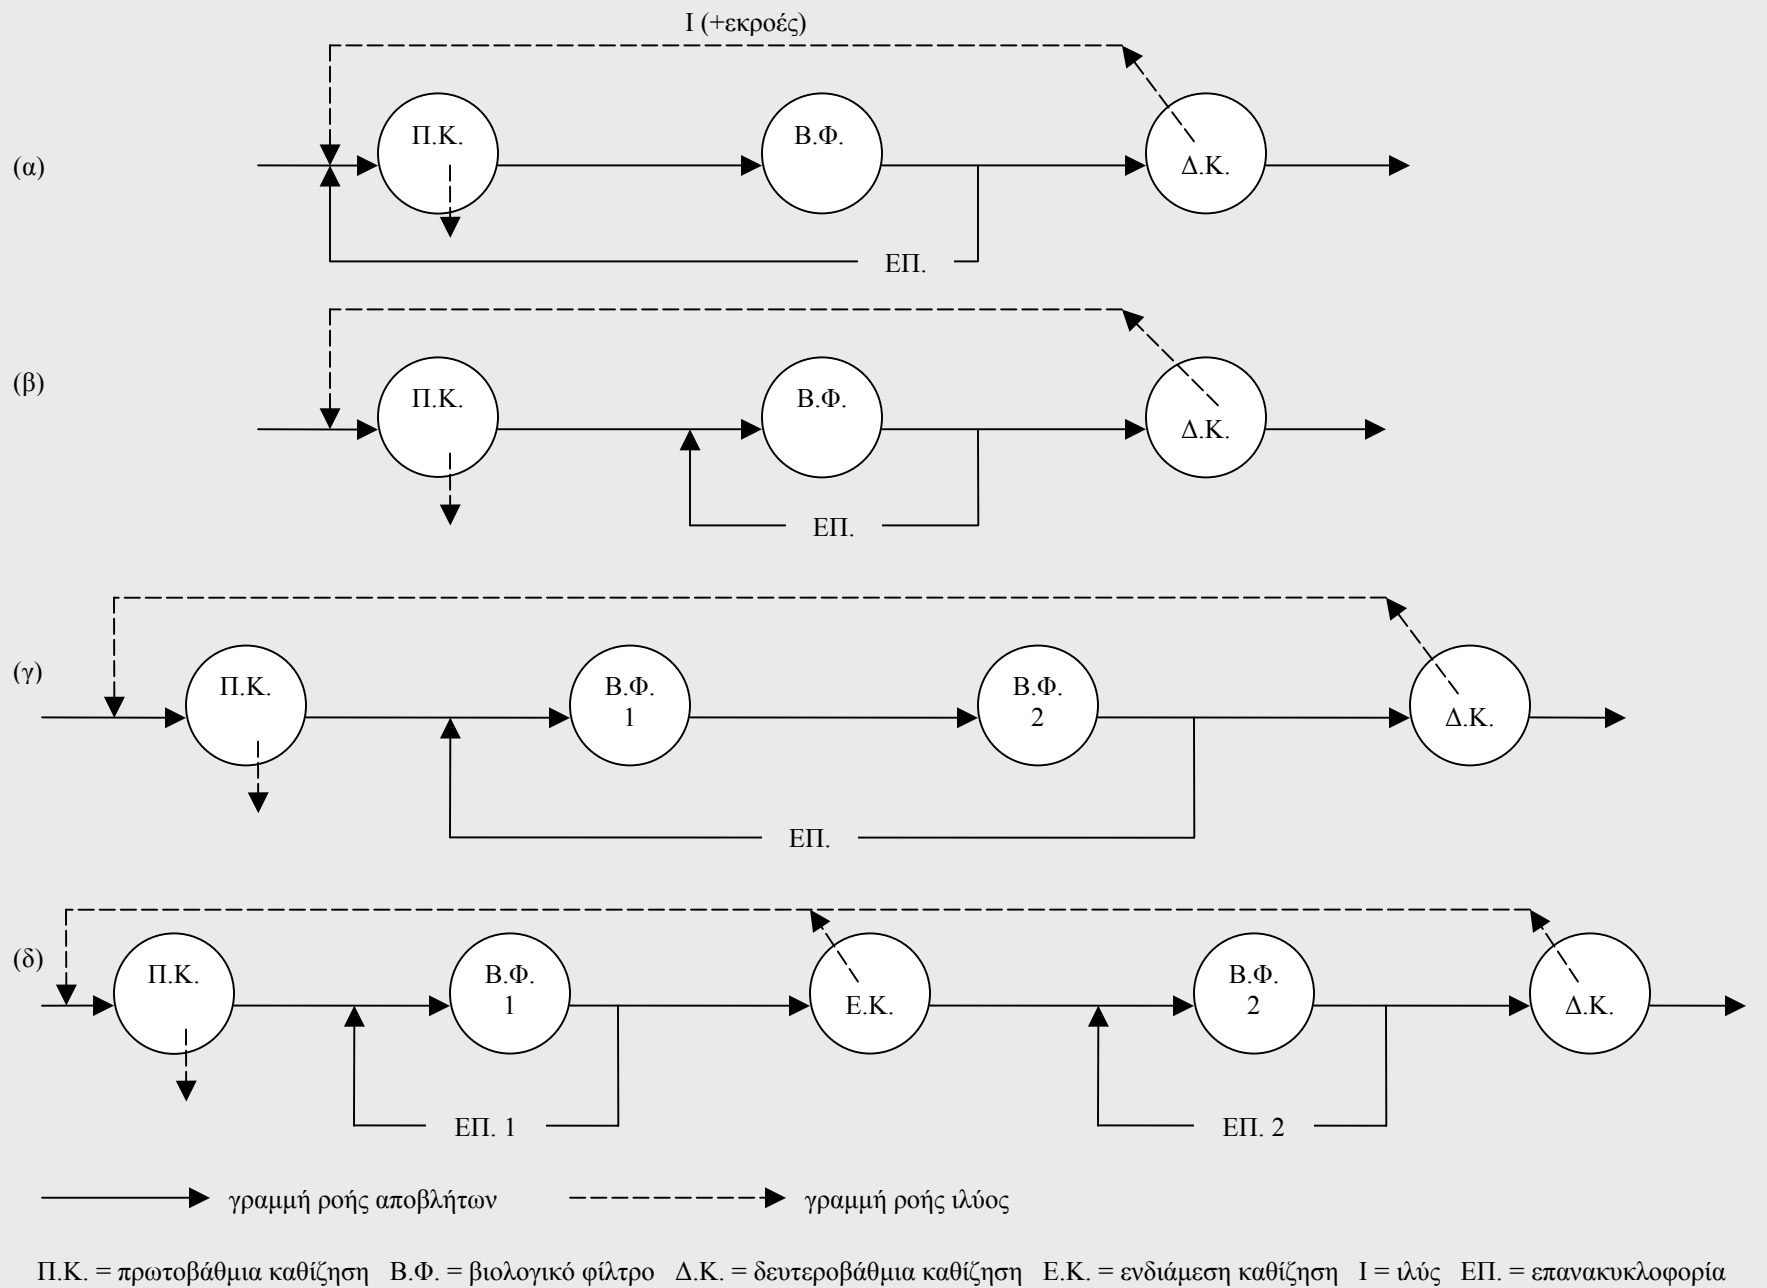 Ι (+εκροές)
(α)
Π.Κ.
Β.Φ.
Δ.Κ.
ΕΠ.
(β)
Π.Κ.
Β.Φ.
Δ.Κ.
ΕΠ.
(γ)
Π.Κ.
Β.Φ.
1
Β.Φ.
2
Δ.Κ.
ΕΠ.
(δ)
Π.Κ.
Β.Φ.
1
Ε.Κ.
Β.Φ.
2
Δ.Κ.
ΕΠ. 1
ΕΠ. 2
γραμμή ροής αποβλήτων
γραμμή ροής ιλύος
Π.Κ. = πρωτοβάθμια καθίζηση Β.Φ. = βιολογικό φίλτρο Δ.Κ. = δευτεροβάθμια καθίζηση Ε.Κ. = ενδιάμεση καθίζηση Ι = ιλύς ΕΠ. = επανακυκλοφορία